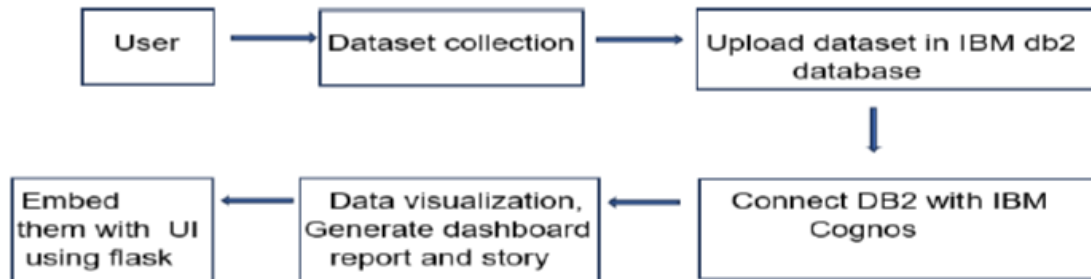 User
Dataset collection
Upload dataset in IBM db2
database
Connect DB2 with IBM
Cognos
Data visualization,
Generate dashboard
report and story
Embed
them with UI
using flask